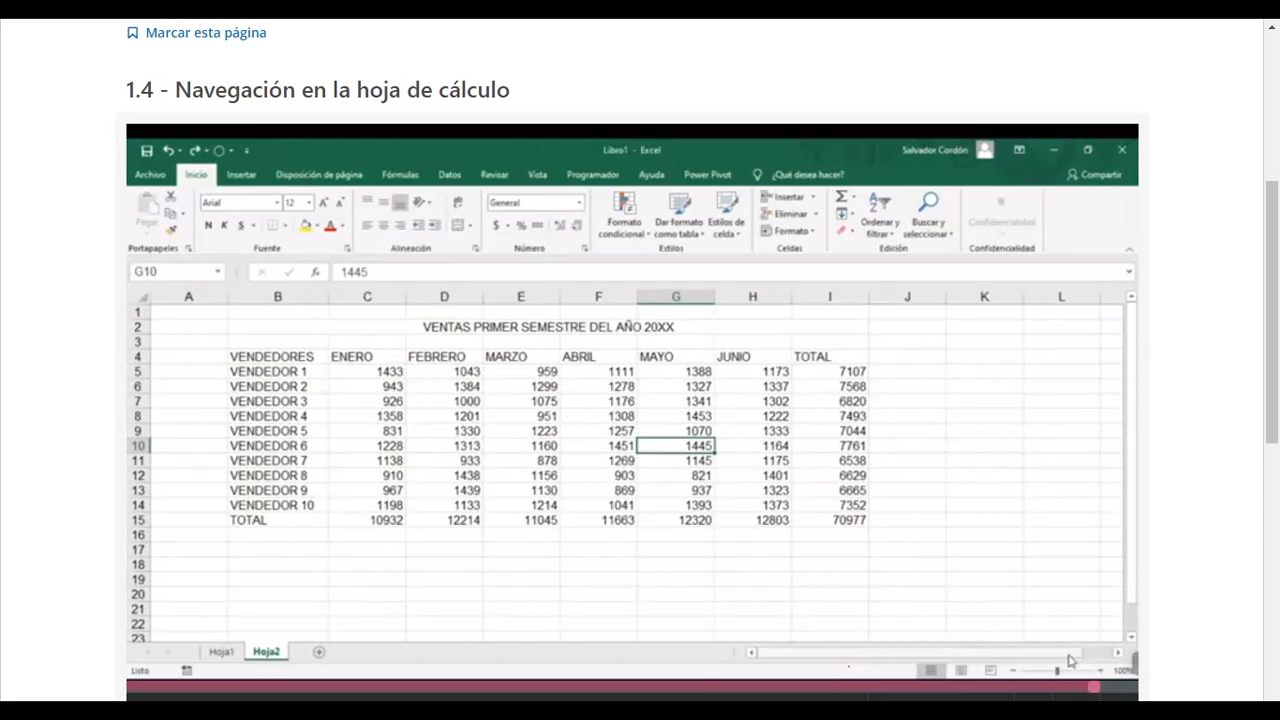 Marcar esta página
1.4 - Navegación en la hoja de cálculo
Libro1 - Excel
Salvador Cordón
Archivo Inicio Insertar Disposición de página Fórmulas Datos Revisar Vista Programador Ayuda Power Pivot ¿Qué desea hacer? Compartir
Arial 12 A A General Insertar
Pegar N K S A $ % 000 Formato Dar formato Estilos de Eliminar Ordenar y Buscar y Confidencialidad
condicional como tabla celda Formato filtrar seleccionar
Portapapeles Fuente Alineación Número Estilos Celdas Edición Confidencialidad
G10 fx 1445
A B C D E F G H I J K L
1
2 VENTAS PRIMER SEMESTRE DEL AÑO 20XX
3
4 VENDEDORES ENERO FEBRERO MARZO ABRIL MAYO JUNIO TOTAL
5 VENDEDOR 1 1433 1043 959 1111 1388 1173 7107
6 VENDEDOR 2 943 1384 1299 1278 1327 1337 7568
7 VENDEDOR 3 926 1000 1075 1176 1341 1302 6820
8 VENDEDOR 4 1358 1201 951 1308 1453 1222 7493
9 VENDEDOR 5 831 1330 1223 1257 1070 1333 7044
10 VENDEDOR 6 1228 1313 1160 1451 1445 1164 7761
11 VENDEDOR 7 1138 933 878 1269 1145 1175 6538
12 VENDEDOR 8 910 1438 1156 903 821 1401 6629
13 VENDEDOR 9 967 1439 1130 869 937 1323 6665
14 VENDEDOR 10 1198 1133 1214 1041 1393 1373 7352
15 TOTAL 10932 12214 11045 11663 12320 12803 70977
16
17
18
19
20
21
22
23
Hoja1 Hoja2
Listo 100%